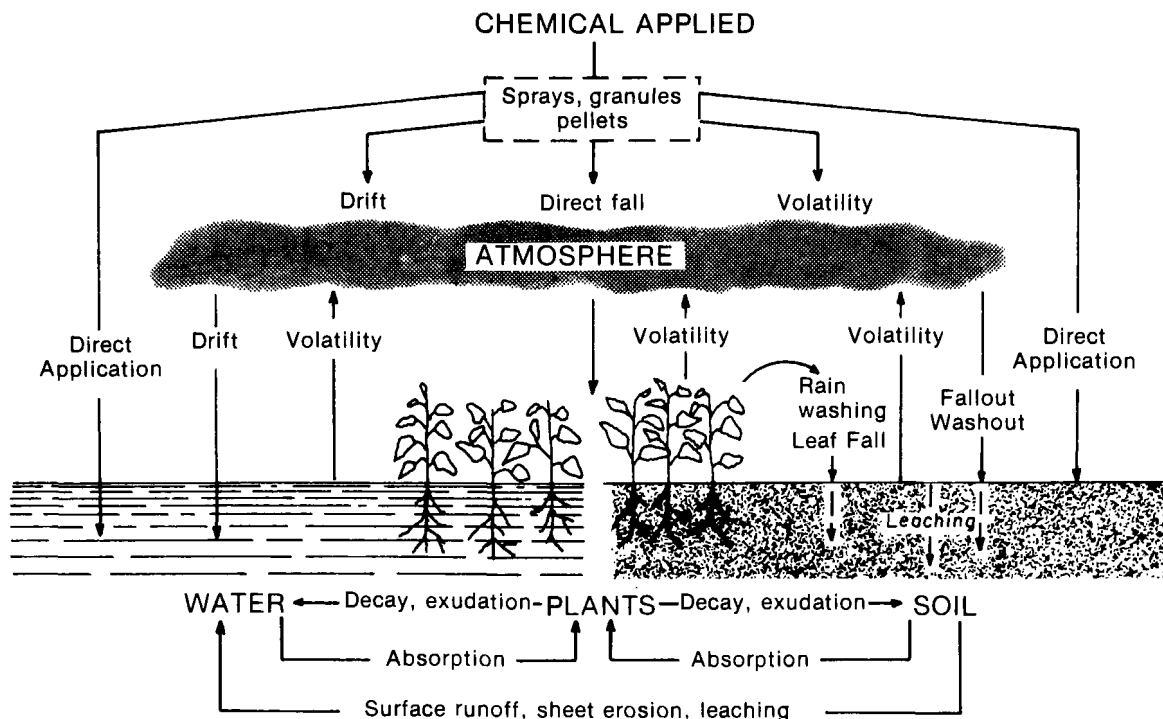 CHEMICAL APPLIED
Sprays, granules
pellets
Drift
Direct fall
Volatility
ATMOSPHERE
Direct
Application
Drift
Volatility
Volatility
Volatility
Direct
Application
Rain
washing
Leaf Fall
Fallout
Washout
Leaching
WATER
Decay, exudation
PLANTS
Decay, exudation
SOIL
Absorption
Absorption
Surface runoff, sheet erosion, leaching